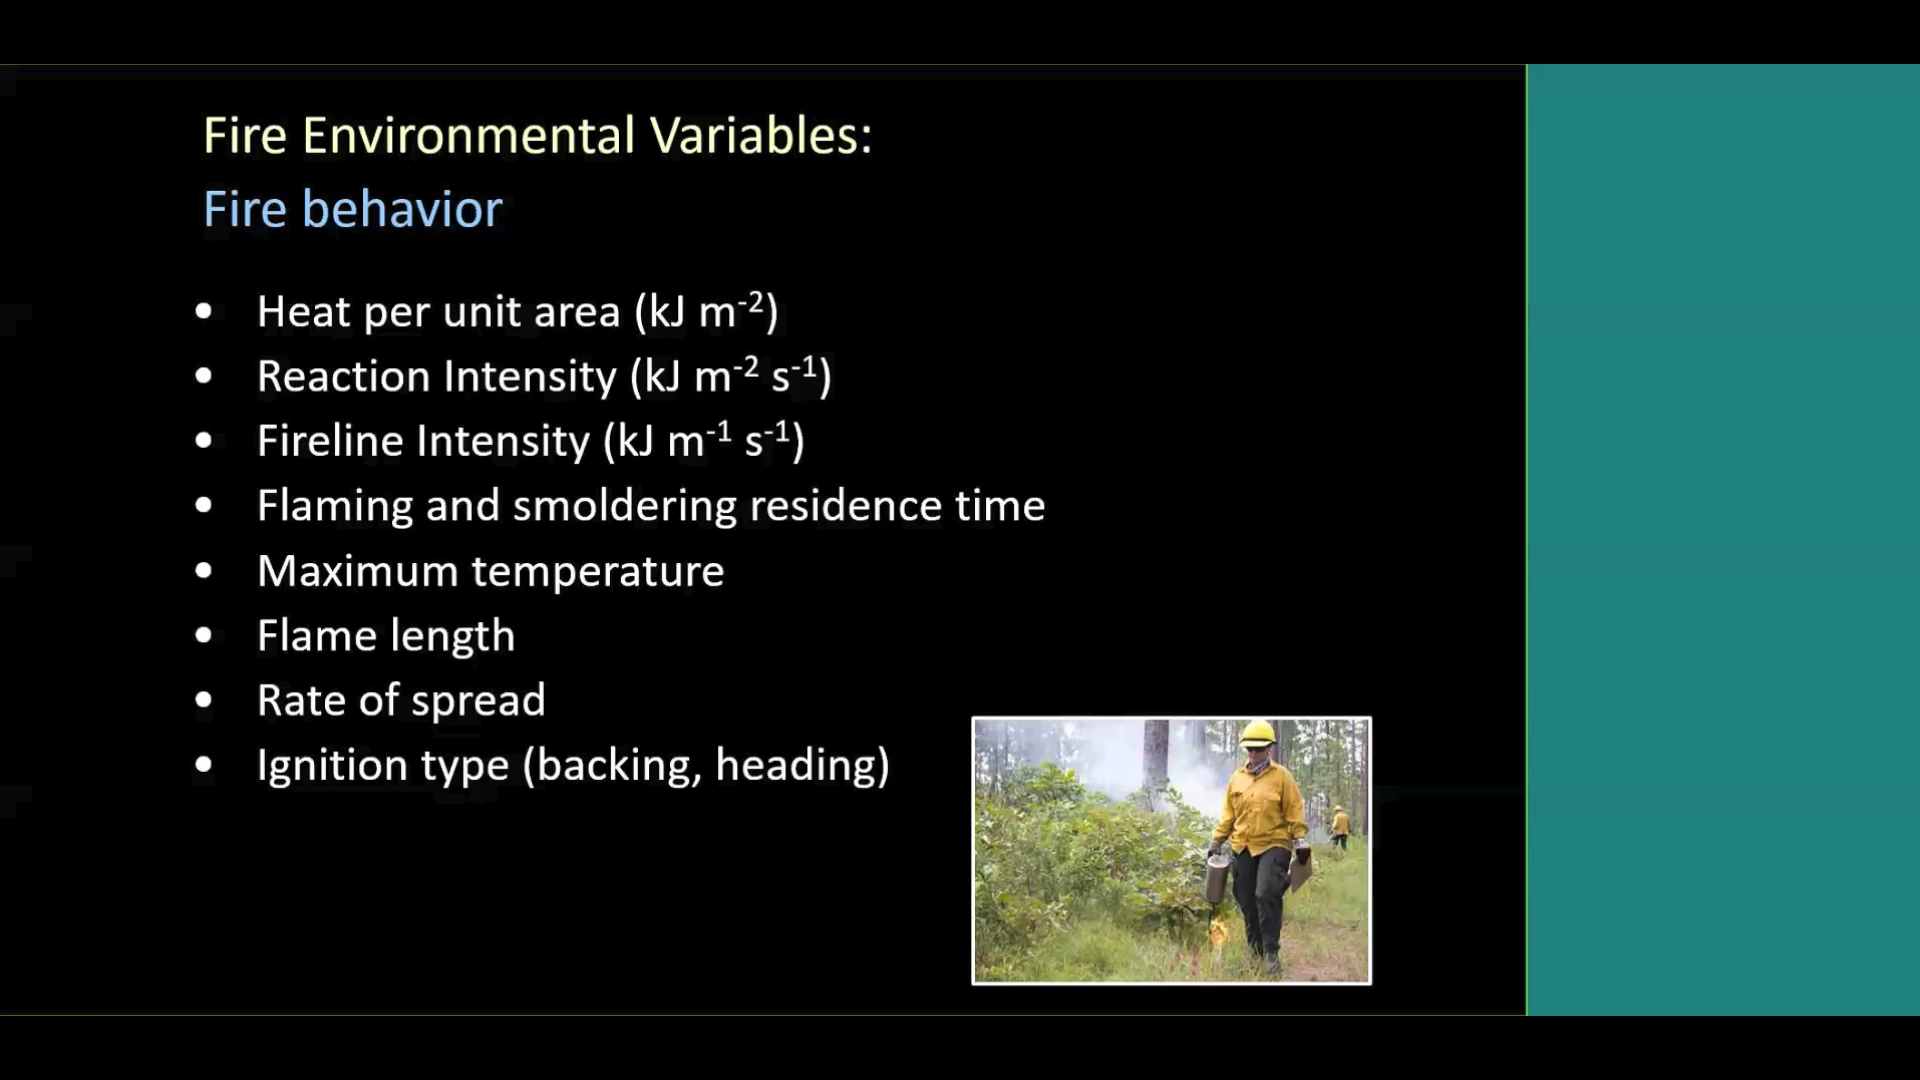 Fire Environmental Variables:
Fire behavior
• Heat per unit area (kJ m⁻²)
• Reaction Intensity (kJ m⁻² s⁻¹)
• Fireline Intensity (kJ m⁻¹ s⁻¹)
• Flaming and smoldering residence time
• Maximum temperature
• Flame length
• Rate of spread
• Ignition type (backing, heading)